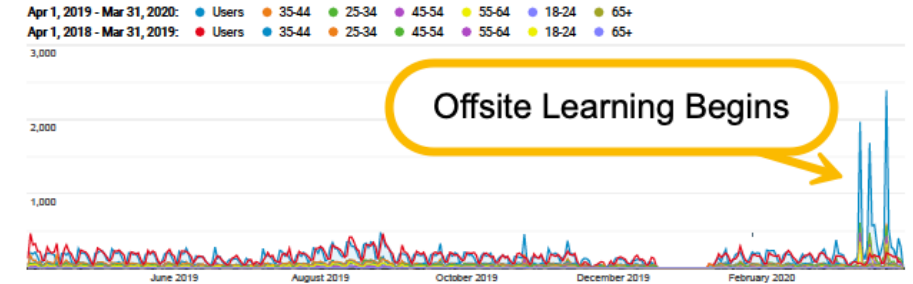 Apr 1, 2019 - Mar 31, 2020: Users 35-44 25-34 45-54 55-64 18-24 65+
Apr 1, 2018 - Mar 31, 2019: Users 35-44 25-34 45-54 55-64 18-24 65+
3,000
Offsite Learning Begins
2,000
1,000
June 2019 August 2019 October 2019 December 2019 February 2020